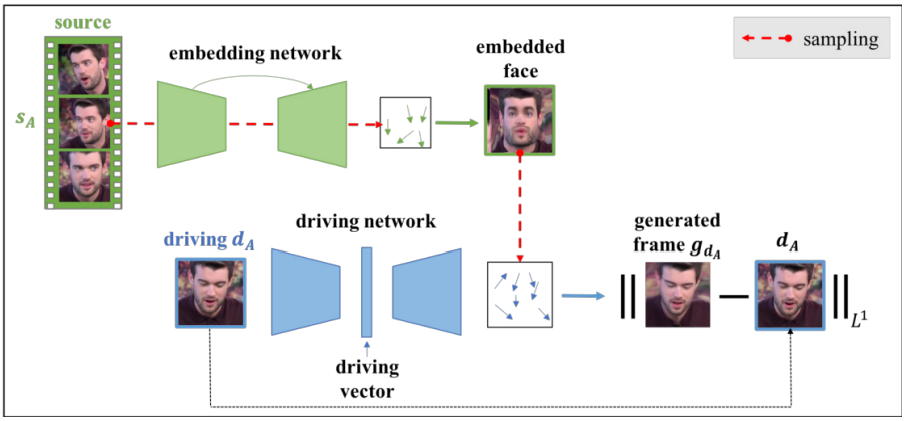 source
embedding network
embedded
face
sampling
s_A
driving network
driving d_A
generated
frame g_{d_A}
d_A
L^1
driving
vector